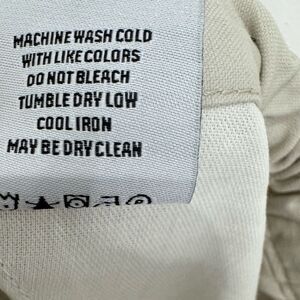 MACHINE WASH COLD
WITH LIKE COLORS
DO NOT BLEACH
TUMBLE DRY LOW
COOL IRON
MAY BE DRY CLEAN